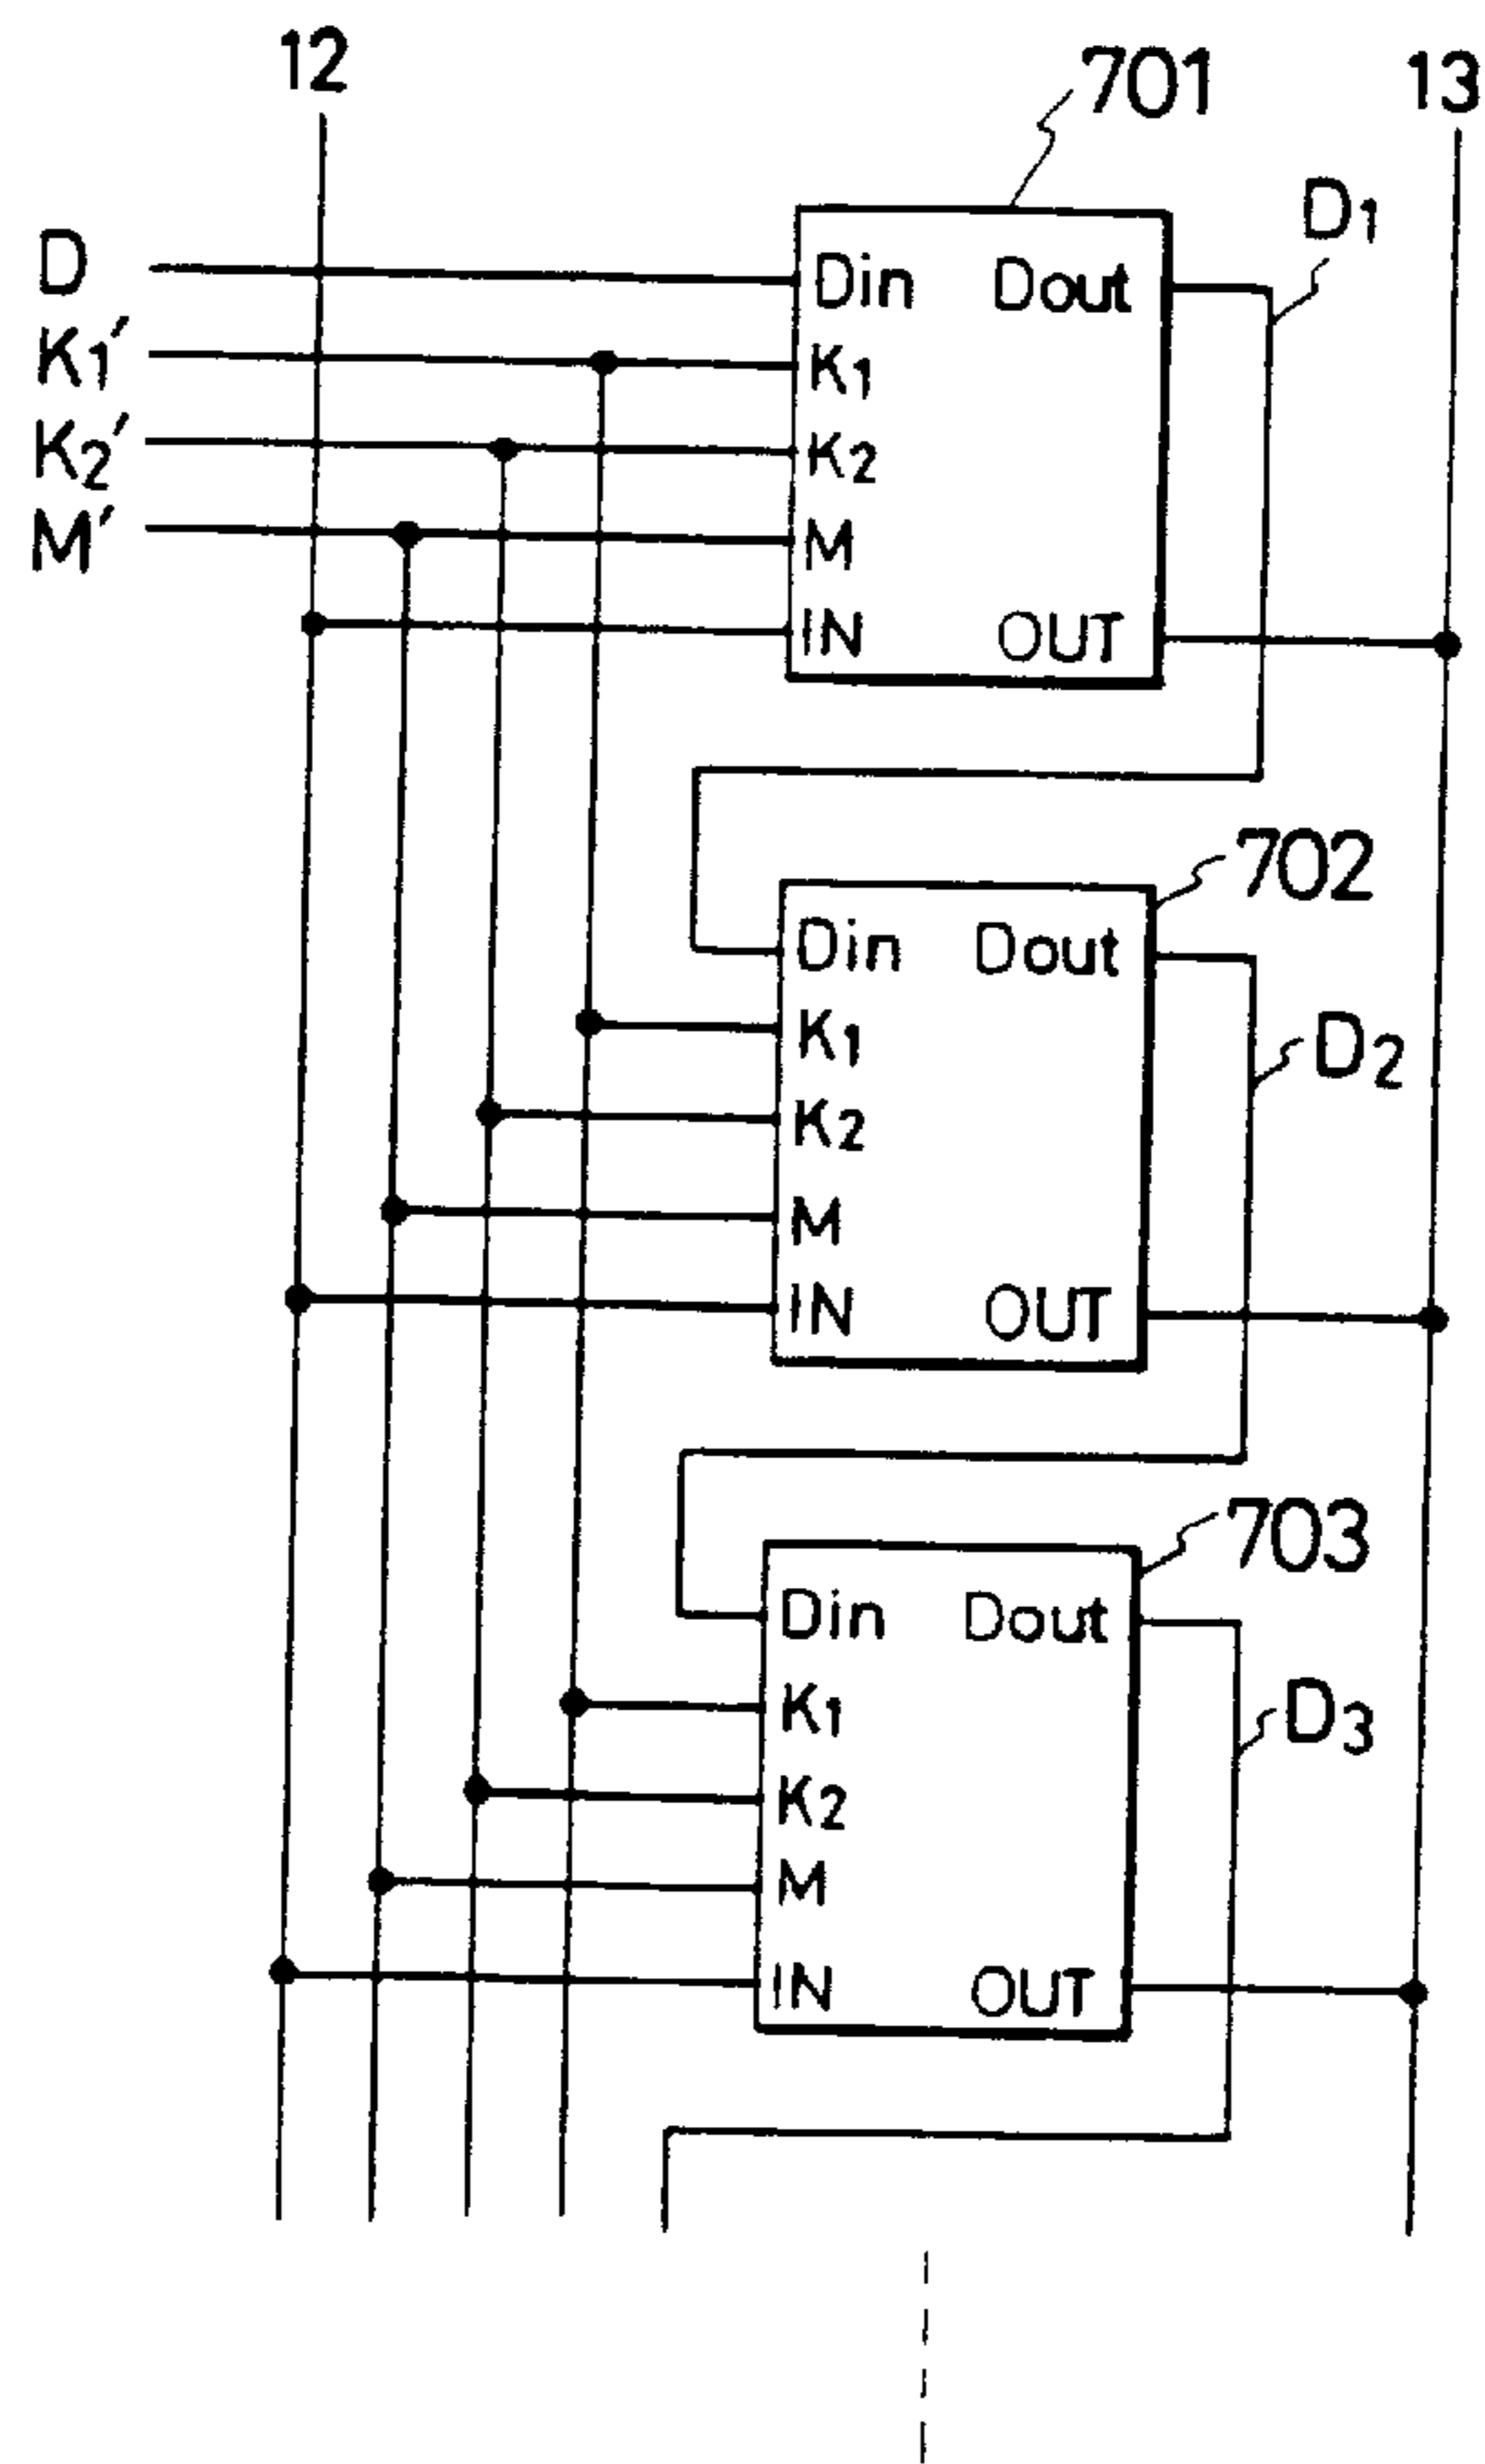 12
701
13
D
Din
Dout
D1
K1′
K1
K2′
K2
M′
M
IN
OUT
702
Din
Dout
K1
D2
K2
M
IN
OUT
703
Din
Dout
K1
D3
K2
M
IN
OUT